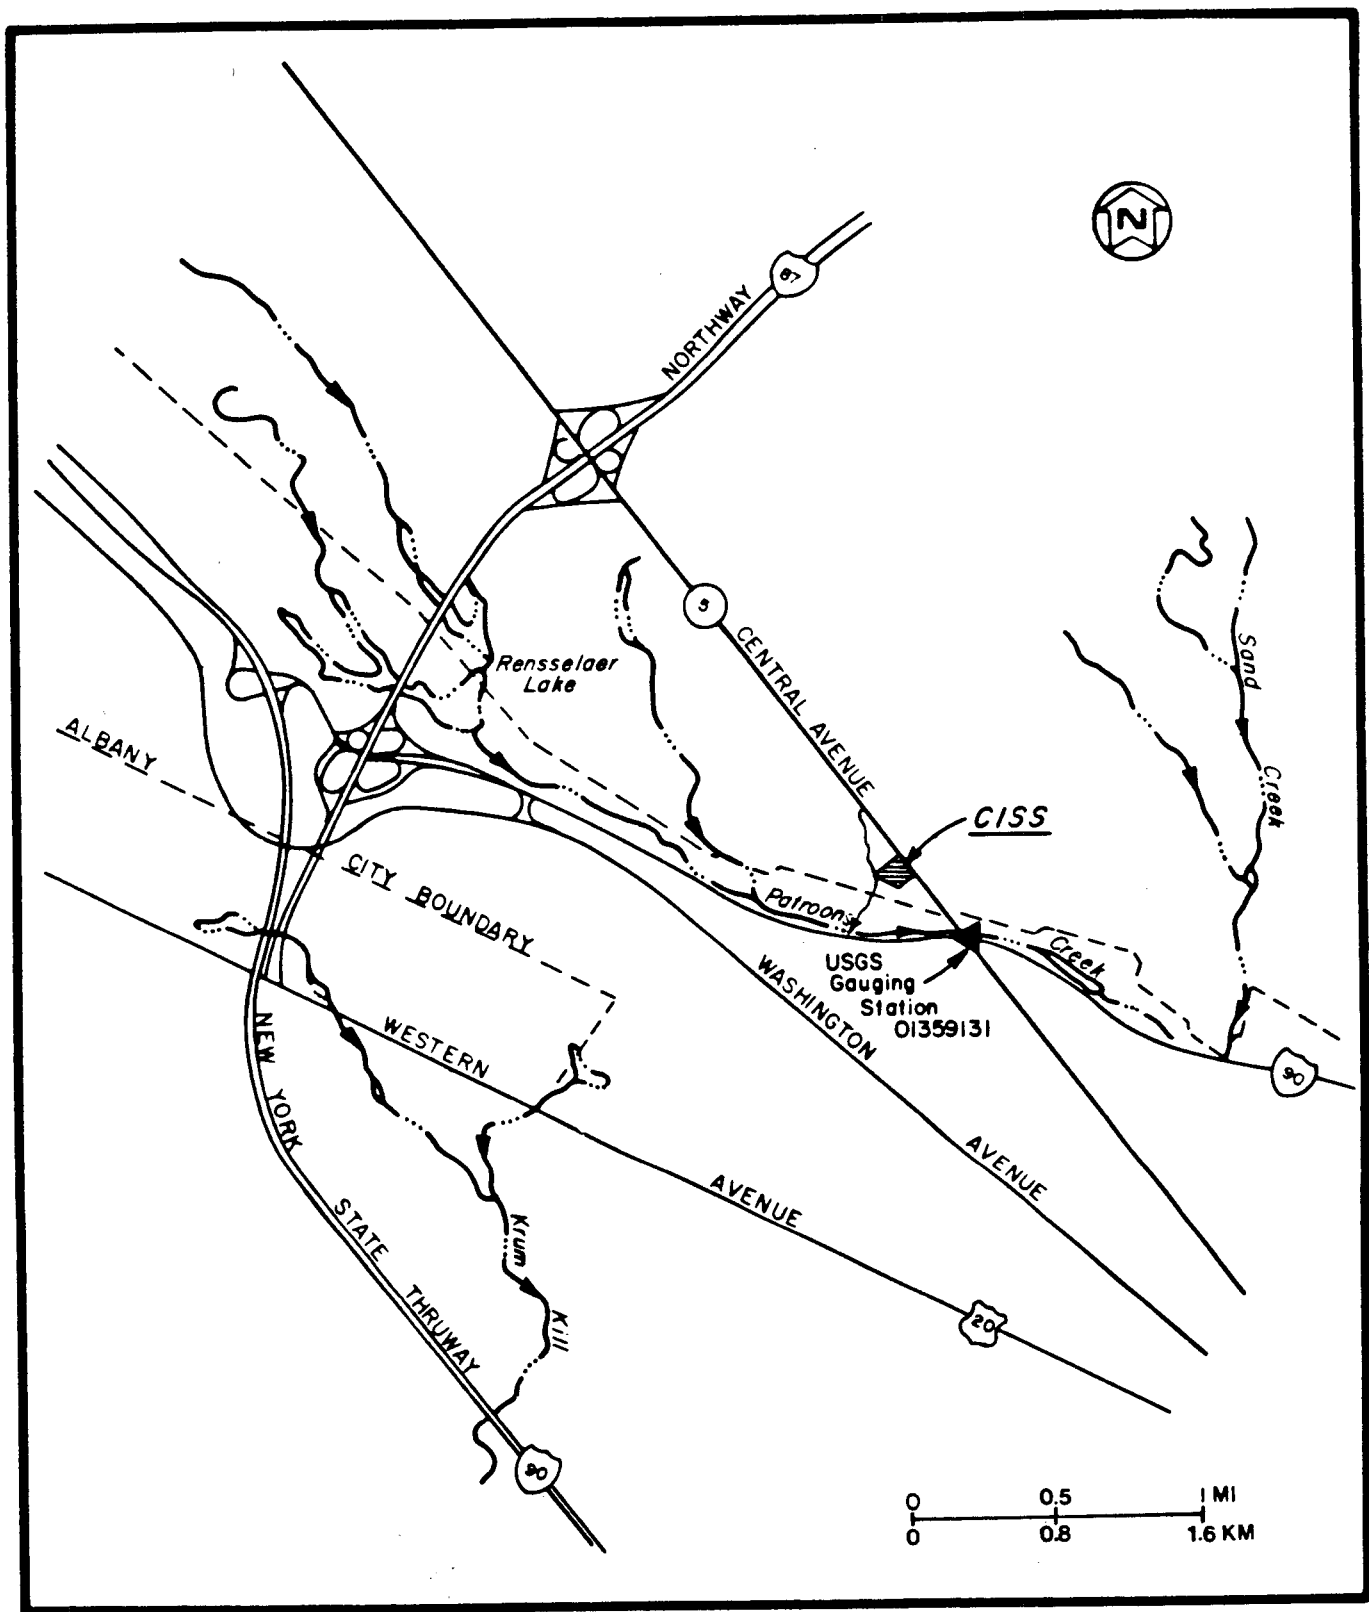 N
87
NORTHWAY
5
CENTRAL AVENUE
Rensselaer
Lake
Sand
Creek
ALBANY
CITY BOUNDARY
CISS
Patroons
Creek
USGS
Gauging
Station
01359131
WASHINGTON
AVENUE
WESTERN
AVENUE
NEW YORK
STATE THRUWAY
Krum
Kill
90
20
90
0 0.5 1 MI
0 0.8 1.6 KM